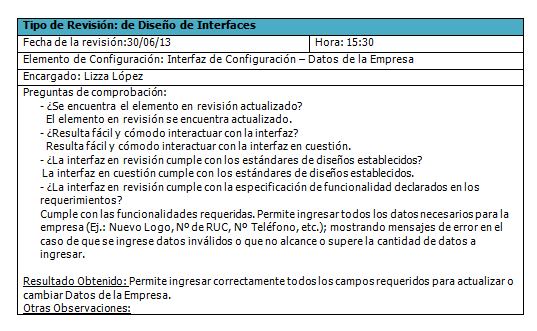 Tipo de Revisión: de Diseño de Interfaces
Fecha de la revisión:30/06/13 Hora: 15:30
Elemento de Configuración: Interfaz de Configuración – Datos de la Empresa
Encargado: Lizza López
Preguntas de comprobación:
- ¿Se encuentra el elemento en revisión actualizado?
El elemento en revisión se encuentra actualizado.
- ¿Resulta fácil y cómodo interactuar con la interfaz?
Resulta fácil y cómodo interactuar con la interfaz en cuestión.
- ¿La interfaz en revisión cumple con los estándares de diseños establecidos?
La interfaz en cuestión cumple con los estándares de diseños establecidos.
- ¿La interfaz en revisión cumple con la especificación de funcionalidad declarados en los
requerimientos?
Cumple con las funcionalidades requeridas. Permite ingresar todos los datos necesarios para la
empresa (Ej.: Nuevo Logo, Nº de RUC, Nº Teléfono, etc.); mostrando mensajes de error en el
caso de que se ingrese datos inválidos o que no alcance o supere la cantidad de datos a
ingresar.
Resultado Obtenido: Permite ingresar correctamente todos los campos requeridos para actualizar o
cambiar Datos de la Empresa.
Otras Observaciones: